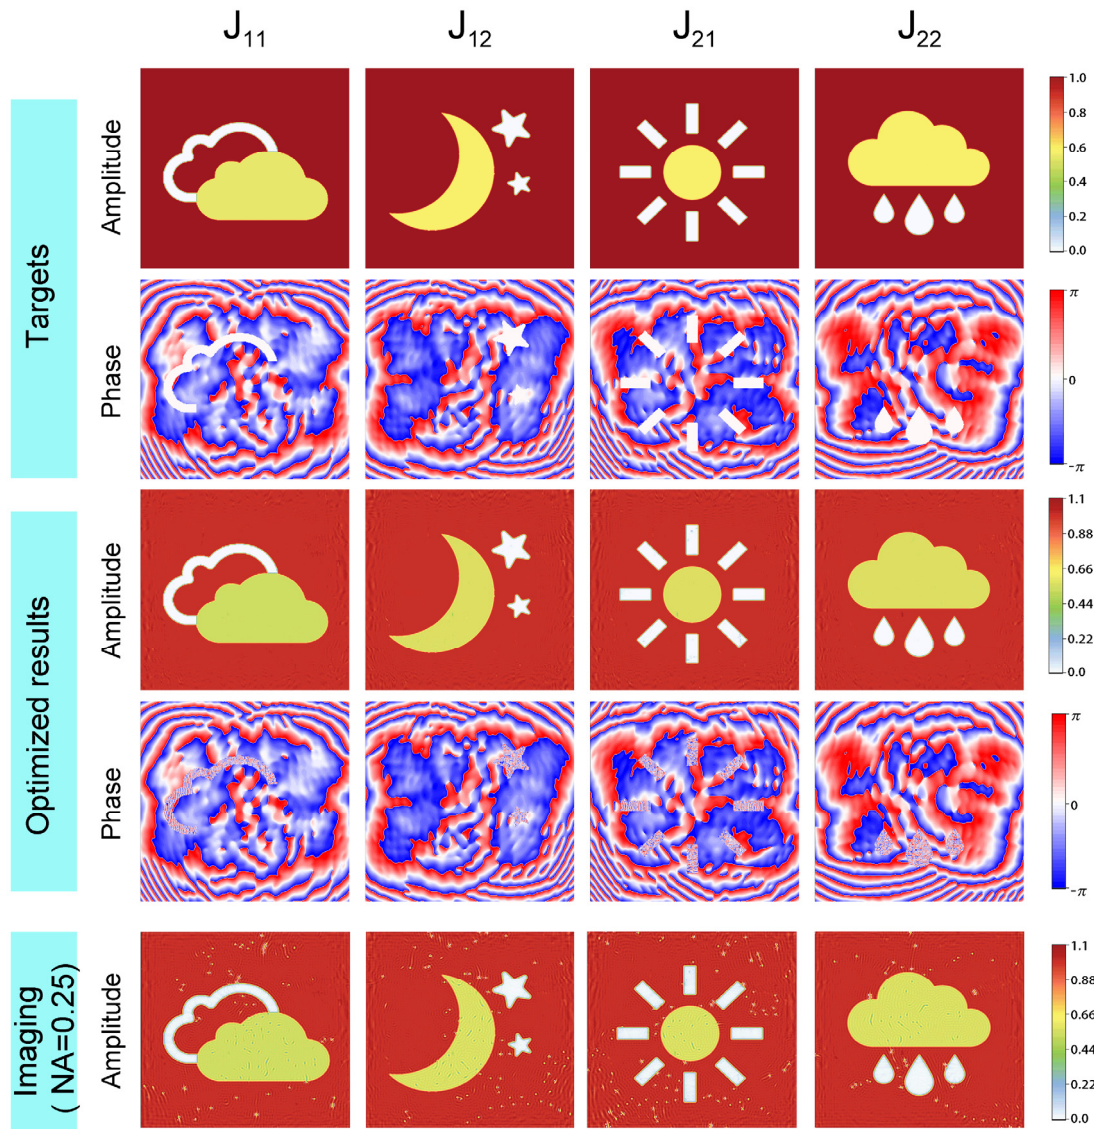 J11 J12 J21 J22
Targets
Amplitude
1.0
0.8
0.6
0.4
0.2
0.0
Phase
π
0
-π
Optimized results
Amplitude
1.1
0.88
0.66
0.44
0.22
0.0
Phase
π
0
-π
Imaging
( NA=0.25)
Amplitude
1.1
0.88
0.66
0.44
0.22
0.0